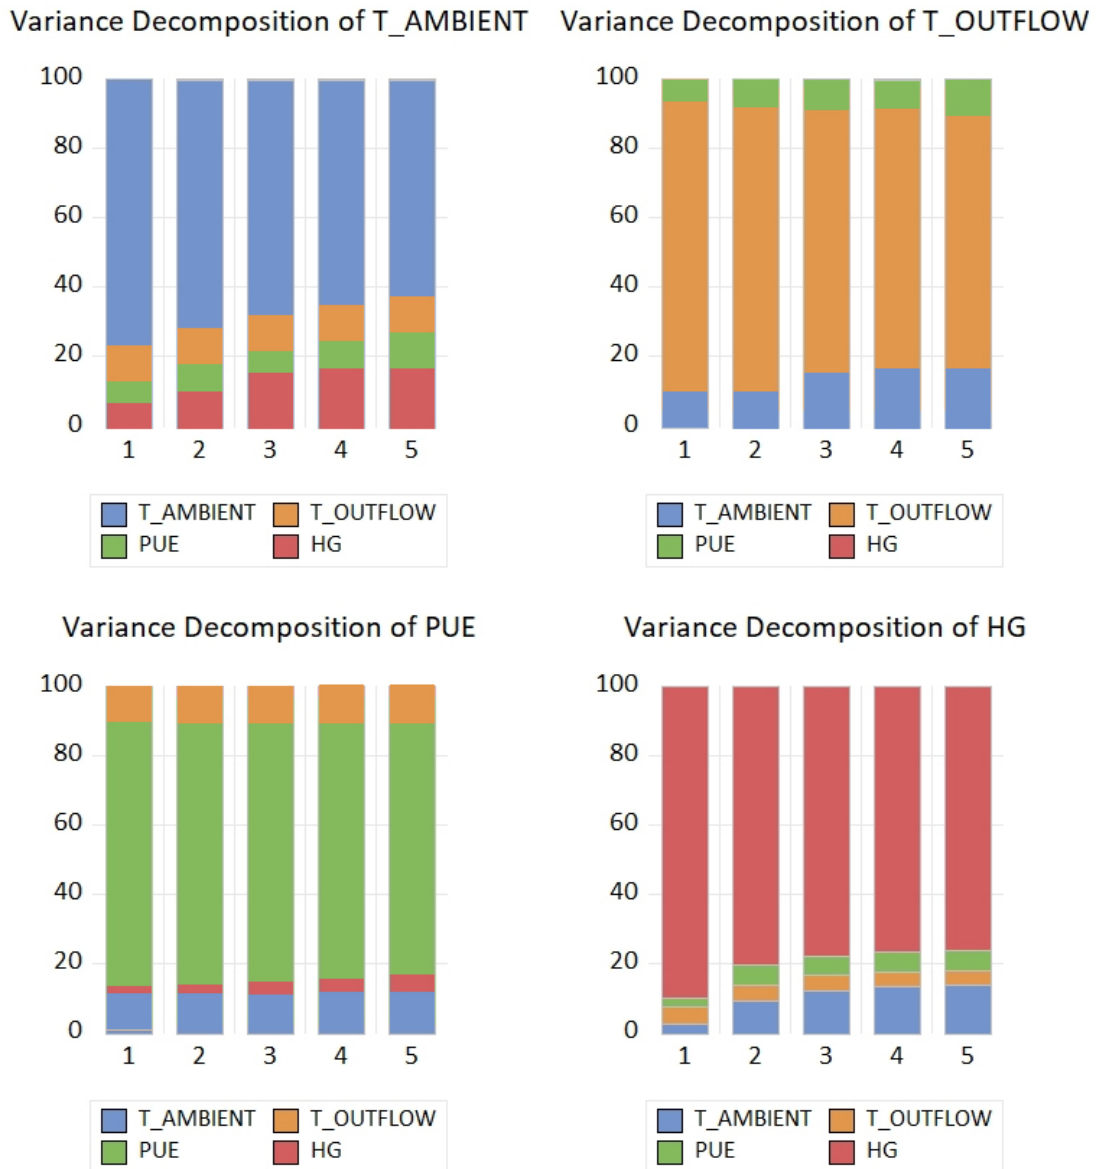 Variance Decomposition of T_AMBIENT
100
80
60
40
20
0
1 2 3 4 5
T_AMBIENT T_OUTFLOW
PUE HG
Variance Decomposition of T_OUTFLOW
100
80
60
40
20
0
1 2 3 4 5
T_AMBIENT T_OUTFLOW
PUE HG
Variance Decomposition of PUE
100
80
60
40
20
0
1 2 3 4 5
T_AMBIENT T_OUTFLOW
PUE HG
Variance Decomposition of HG
100
80
60
40
20
0
1 2 3 4 5
T_AMBIENT T_OUTFLOW
PUE HG